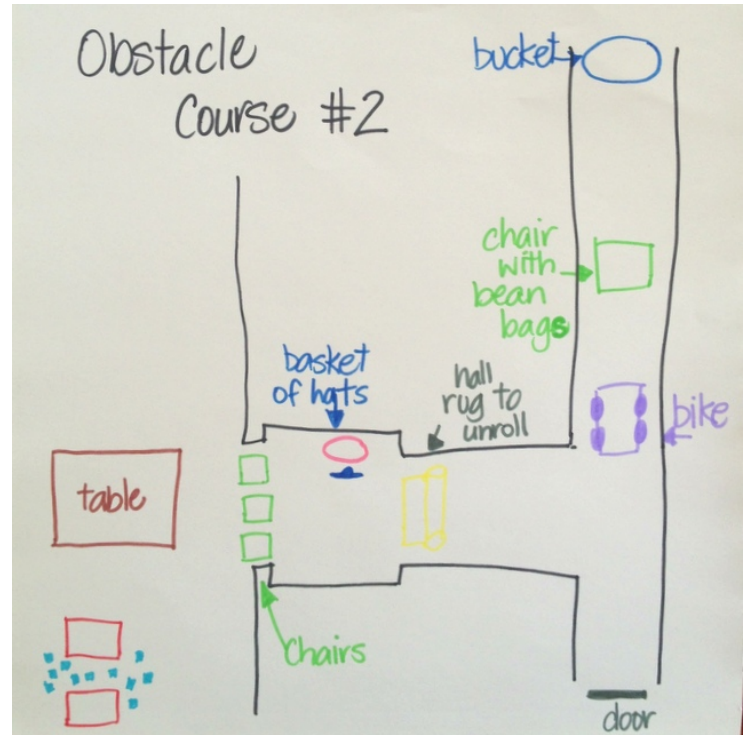 Obstacle
Course #2
bucket
chair
with
bean
bags
basket
of hats
hall
rug to
unroll
bike
table
Chairs
door